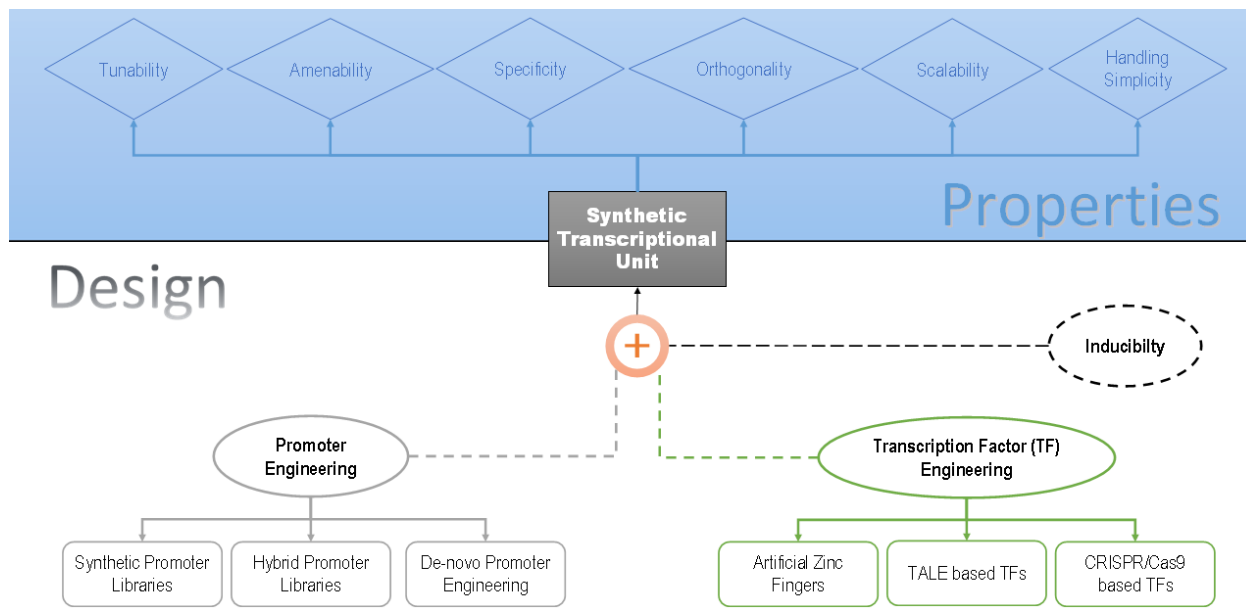 Tunability
Amenability
Specificity
Orthogonality
Scalability
Handling
Simplicity
Properties
Synthetic
Transcriptional
Unit
Design
+
Inducibilty
Promoter
Engineering
Transcription Factor (TF)
Engineering
Synthetic Promoter
Libraries
Hybrid Promoter
Libraries
De-novo Promoter
Engineering
Artificial Zinc
Fingers
TALE based TFs
CRISPR/Cas9
based TFs